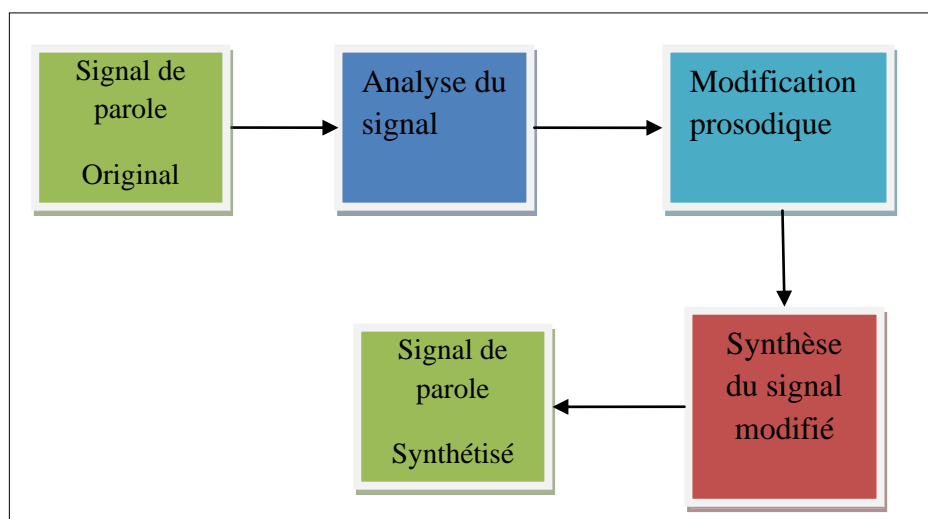 Signal de
parole
Original
Analyse du
signal
Modification
prosodique
Synthèse
du signal
modifié
Signal de
parole
Synthétisé